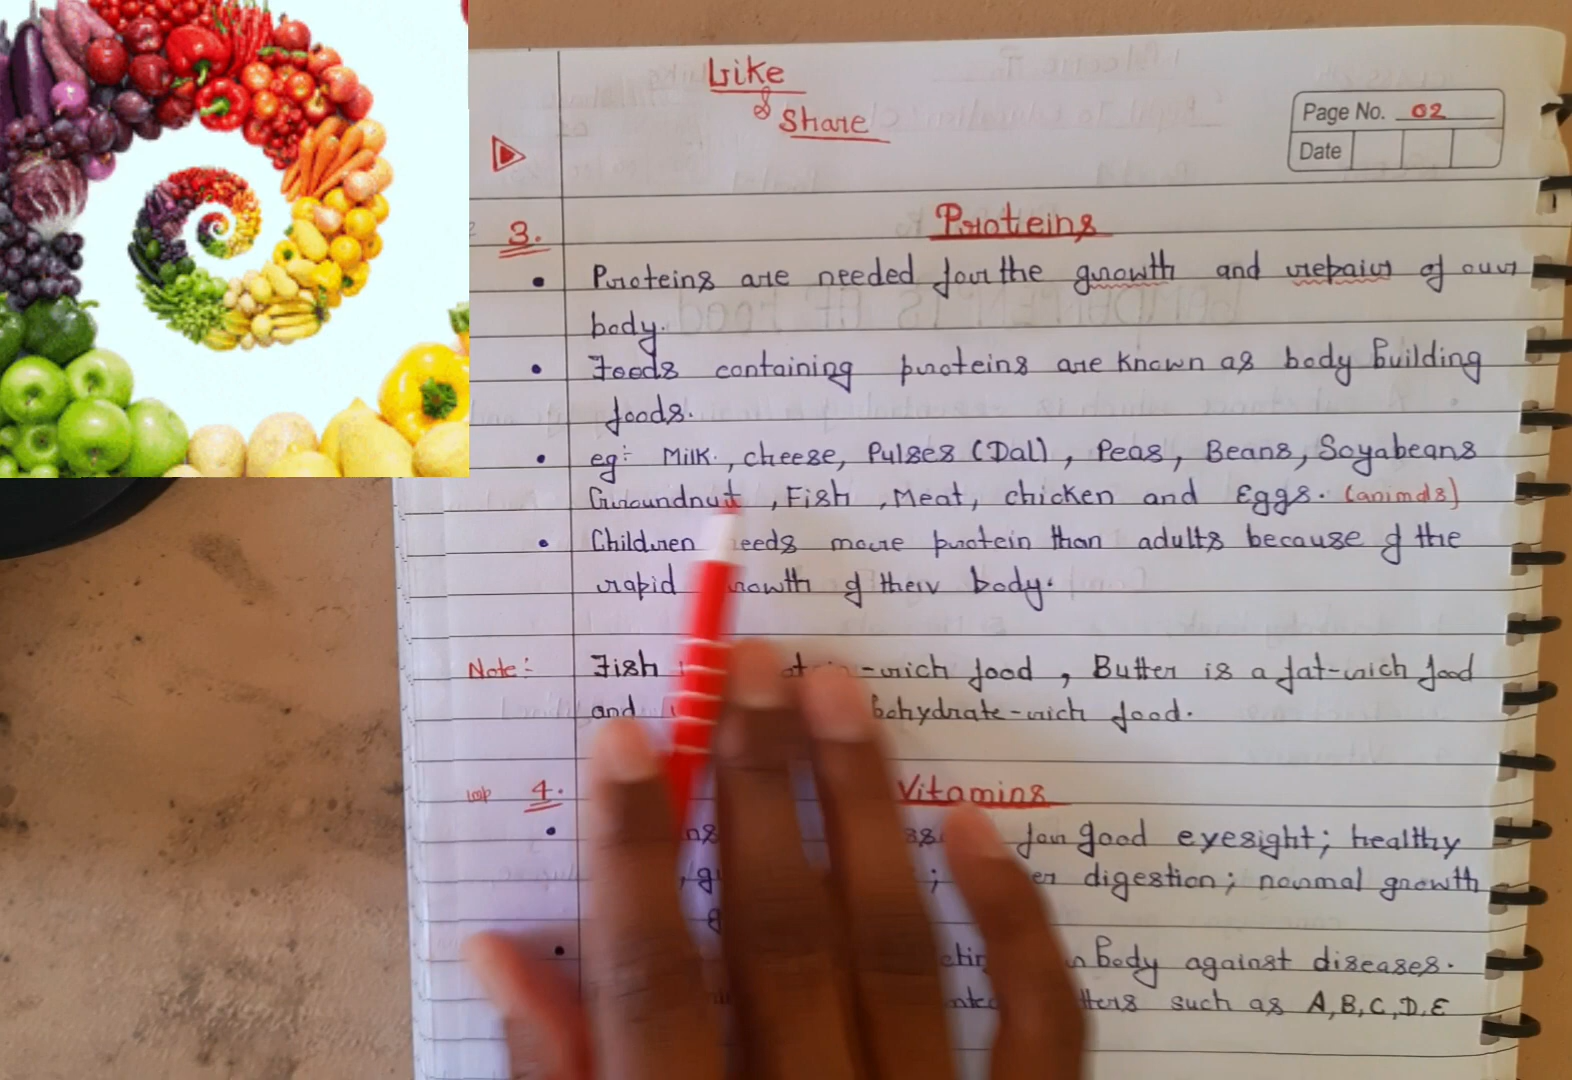 Like
&
Share
Page No. 02
Date
3. Proteins
• Proteins are needed for the growth and repair of our
body.
• Foods containing proteins are known as body building
foods.
• eg:- Milk, cheese, Pulses (Dal), Peas, Beans, Soyabeans
Groundnut, Fish, Meat, chicken and Eggs. (animals)
• Children needs more protein than adults because of the
rapid growth of their body.
Note:- Fish -rich food, Butter is a fat-rich food
and -rich food.
Imp 4. Vitamins
• for good eyesight; healthy
; digestion; normal growth
• Body against diseases.
such as A, B, C, D, E